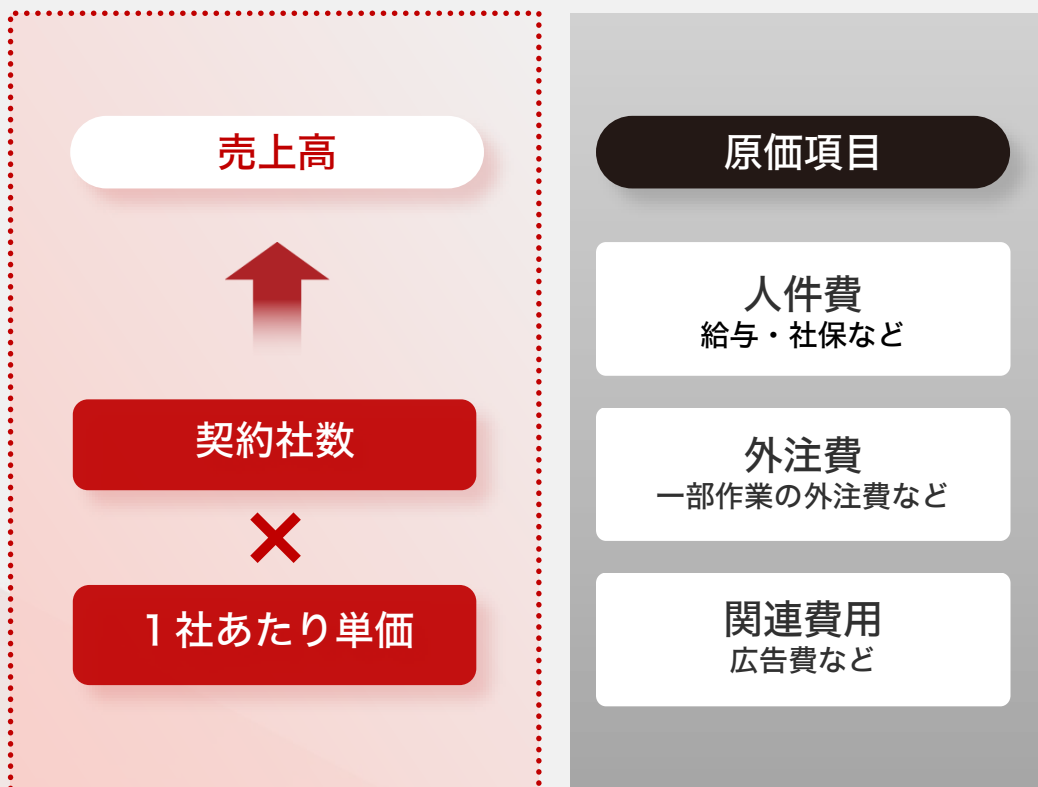 売上高
契約社数
×
１社あたり単価
原価項目
人件費
給与・社保など
外注費
一部作業の外注費など
関連費用
広告費など